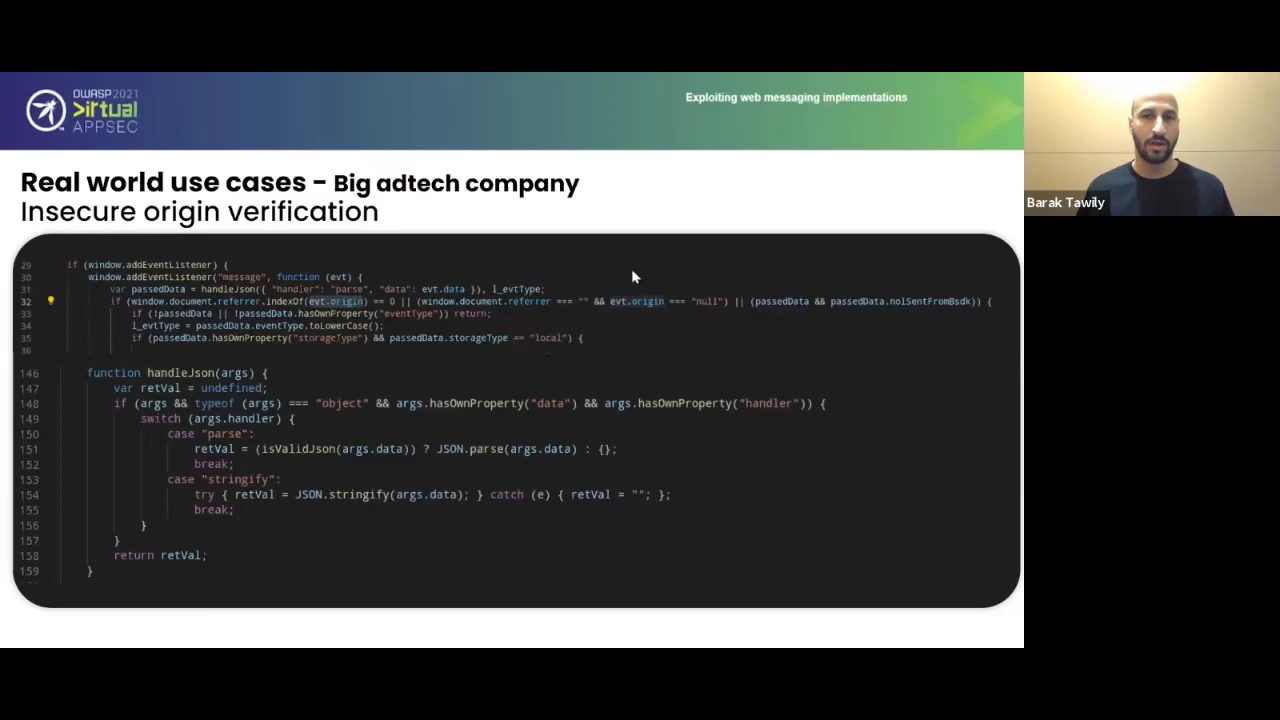 OWASP2021
Virtual
APPSEC
Exploiting web messaging implementations
Barak Tawily
Real world use cases - Big adtech company
Insecure origin verification
29 if (window.addEventListener) {
30 window.addEventListener("message", function (evt) {
31 var passedData = handleJson({ "handler": "parse", "data": evt.data }), l_evtType;
32 if (window.document.referrer.indexOf(evt.origin) == 0 || (window.document.referrer === "" && evt.origin === "null") || (passedData && passedData.nolSentFromBsdk)) {
33 if (!passedData || !passedData.hasOwnProperty("eventType")) return;
34 l_evtType = passedData.eventType.toLowerCase();
35 if (passedData.hasOwnProperty("storageType") && passedData.storageType == "local") {
36
146 function handleJson(args) {
147 var retVal = undefined;
148 if (args && typeof (args) === "object" && args.hasOwnProperty("data") && args.hasOwnProperty("handler")) {
149 switch (args.handler) {
150 case "parse":
151 retVal = (isValidJson(args.data)) ? JSON.parse(args.data) : {};
152 break;
153 case "stringify":
154 try { retVal = JSON.stringify(args.data); } catch (e) { retVal = ""; };
155 break;
156 }
157 }
158 return retVal;
159 }